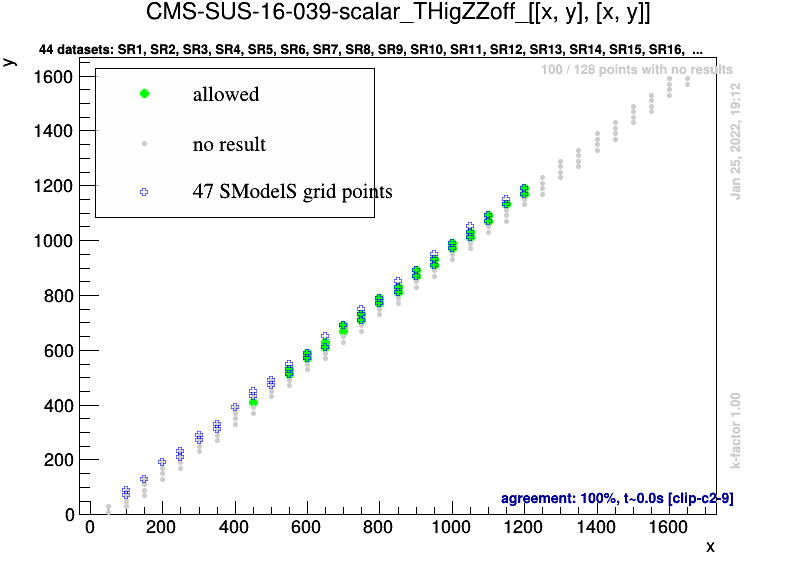 CMS-SUS-16-039-scalar_THigZZoff_[[x, y], [x, y]]
44 datasets: SR1, SR2, SR3, SR4, SR5, SR6, SR7, SR8, SR9, SR10, SR11, SR12, SR13, SR14, SR15, SR16, ...
y
100 / 128 points with no results
allowed
no result
47 SModelS grid points
Jan 25, 2022, 19:12
k-factor 1.00
1600
1400
1200
1000
800
600
400
200
0
agreement: 100%, t~0.0s [clip-c2-9]
0 200 400 600 800 1000 1200 1400 1600
x